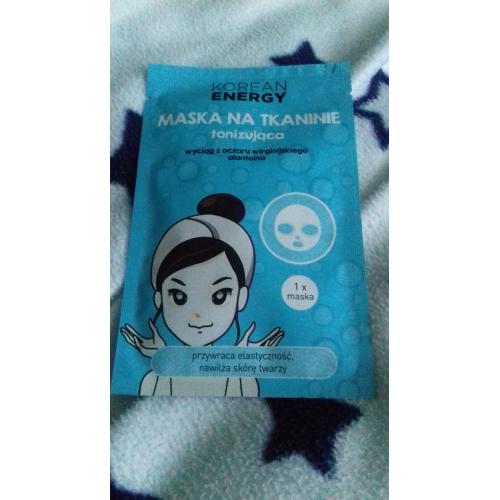 KOREAN
ENERGY
MASKA NA TKANINIE
tonizująca
wyciąg z oczaru wirginijskiego
alantoina
1 x
maska
przywraca elastyczność,
nawilża skórę twarzy